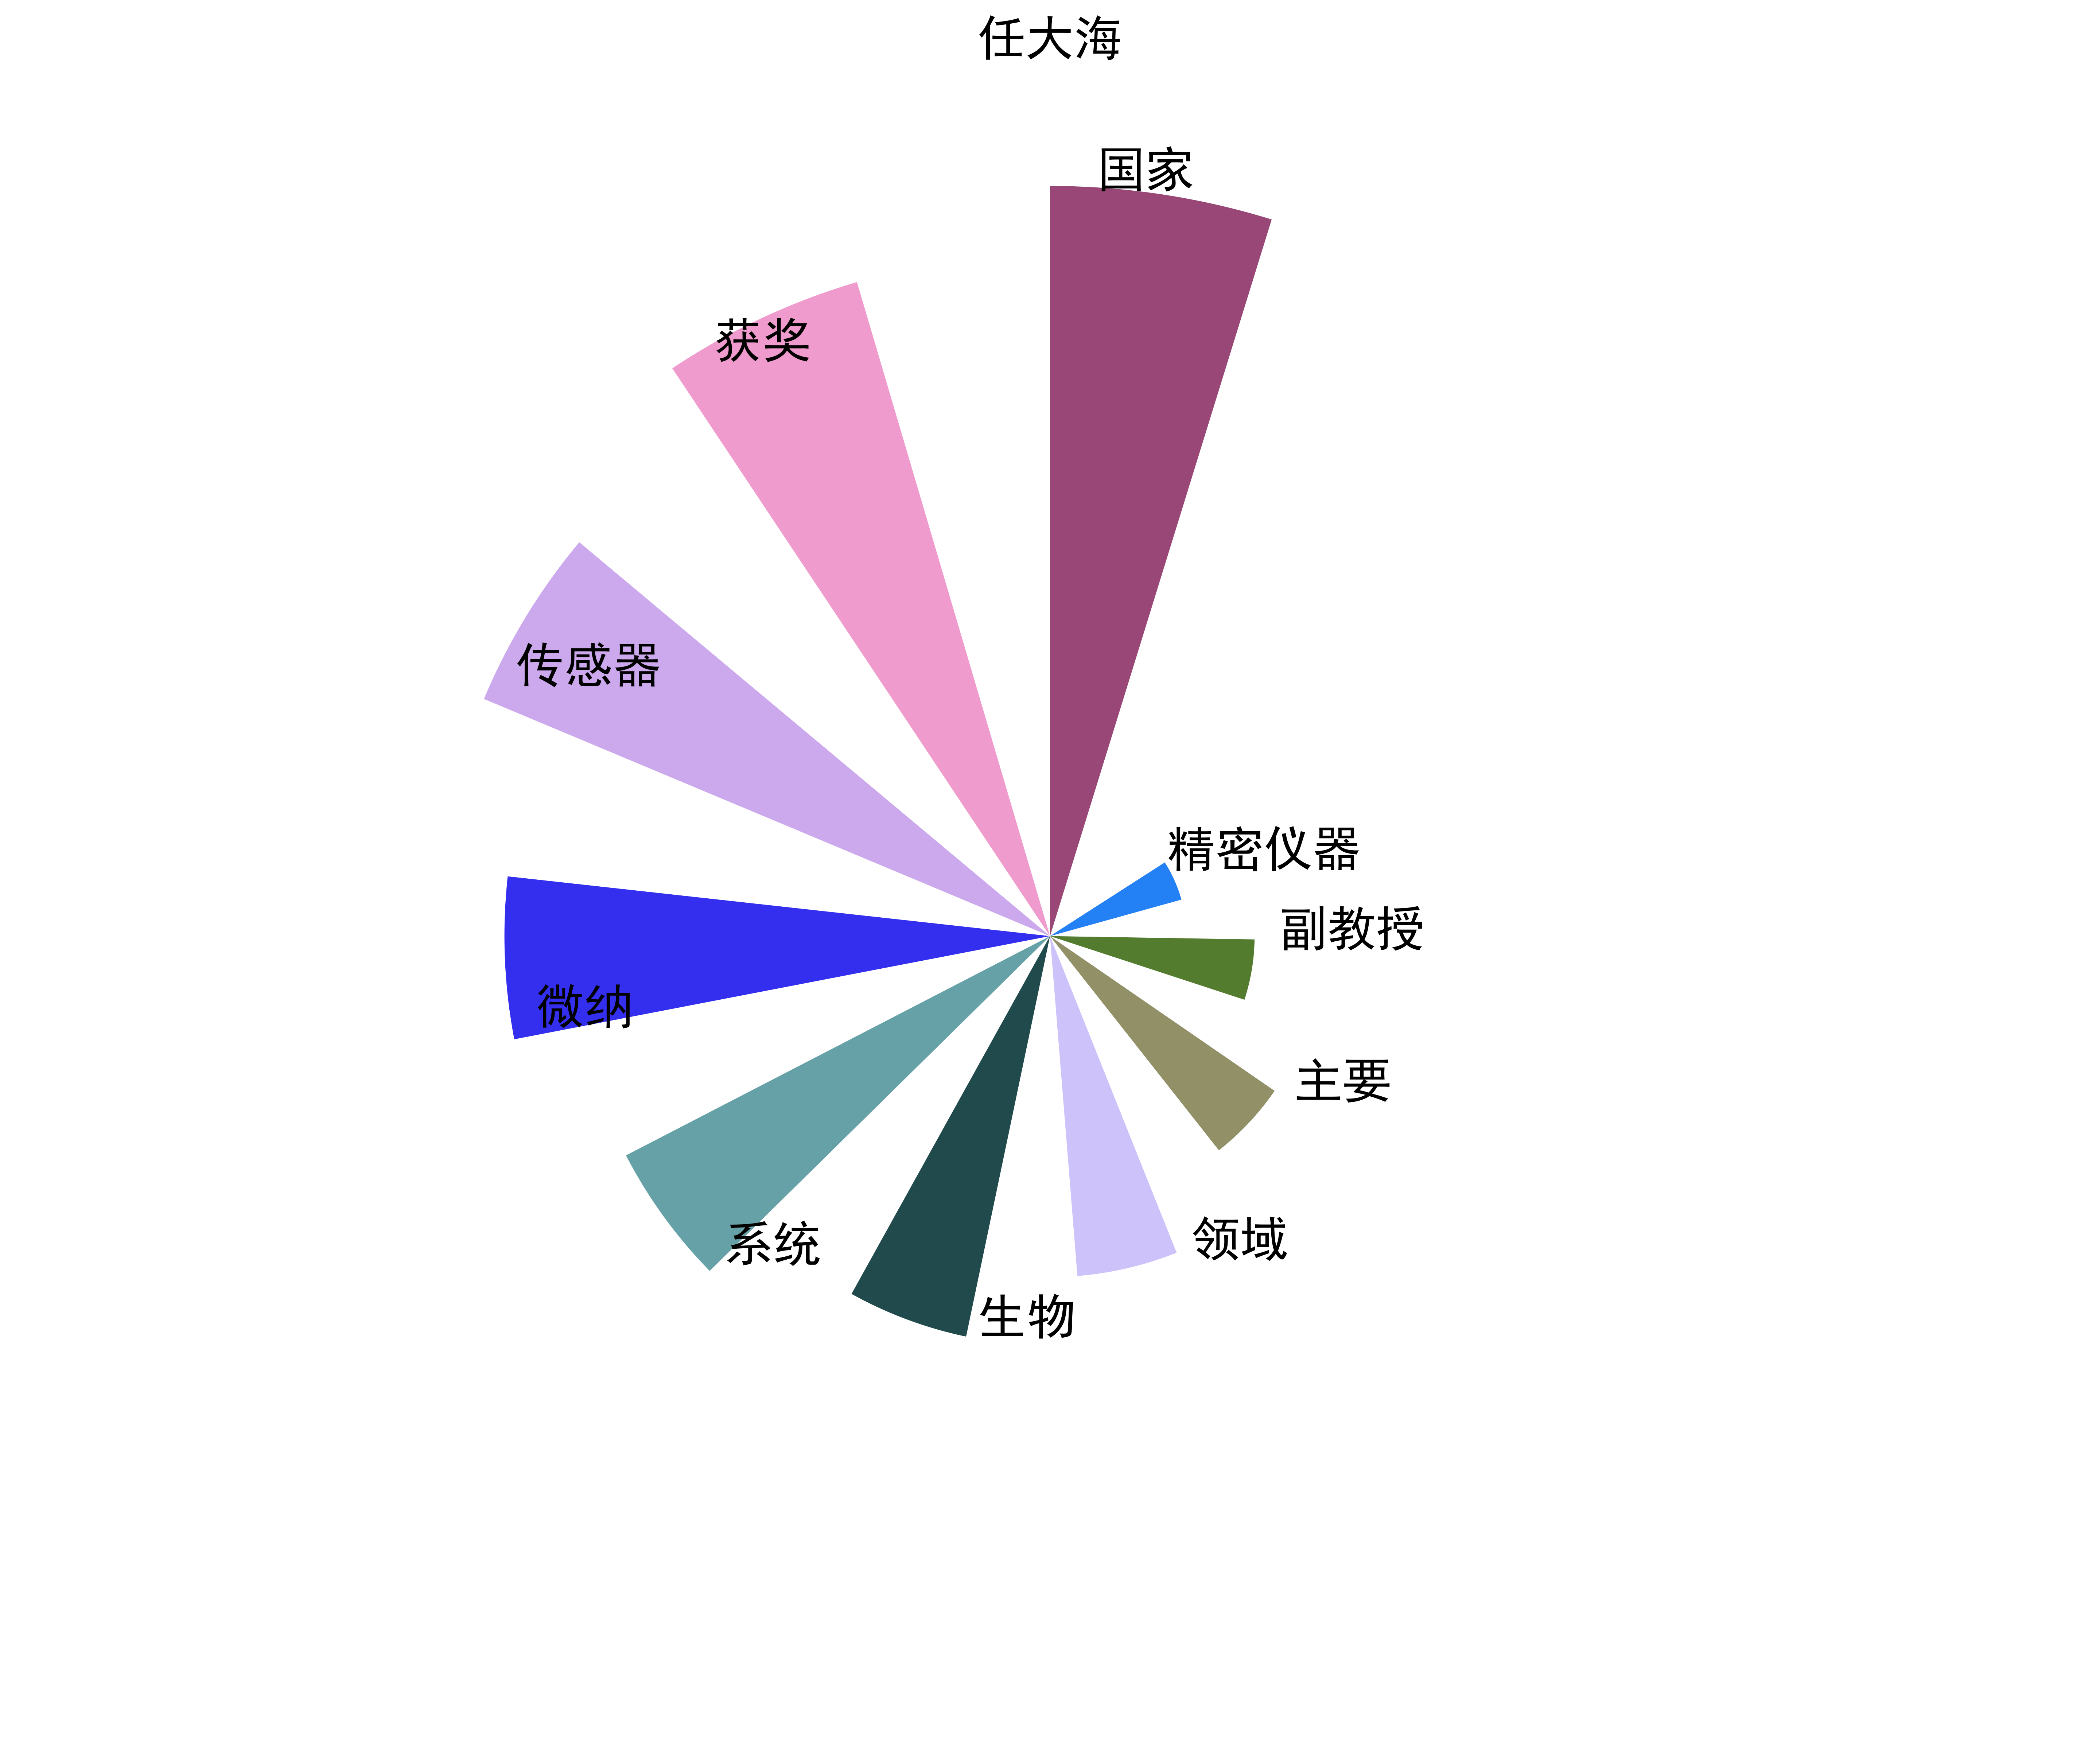 任大海
国家
获奖
传感器
精密仪器
副教授
微纳
主要
领域
系统
生物